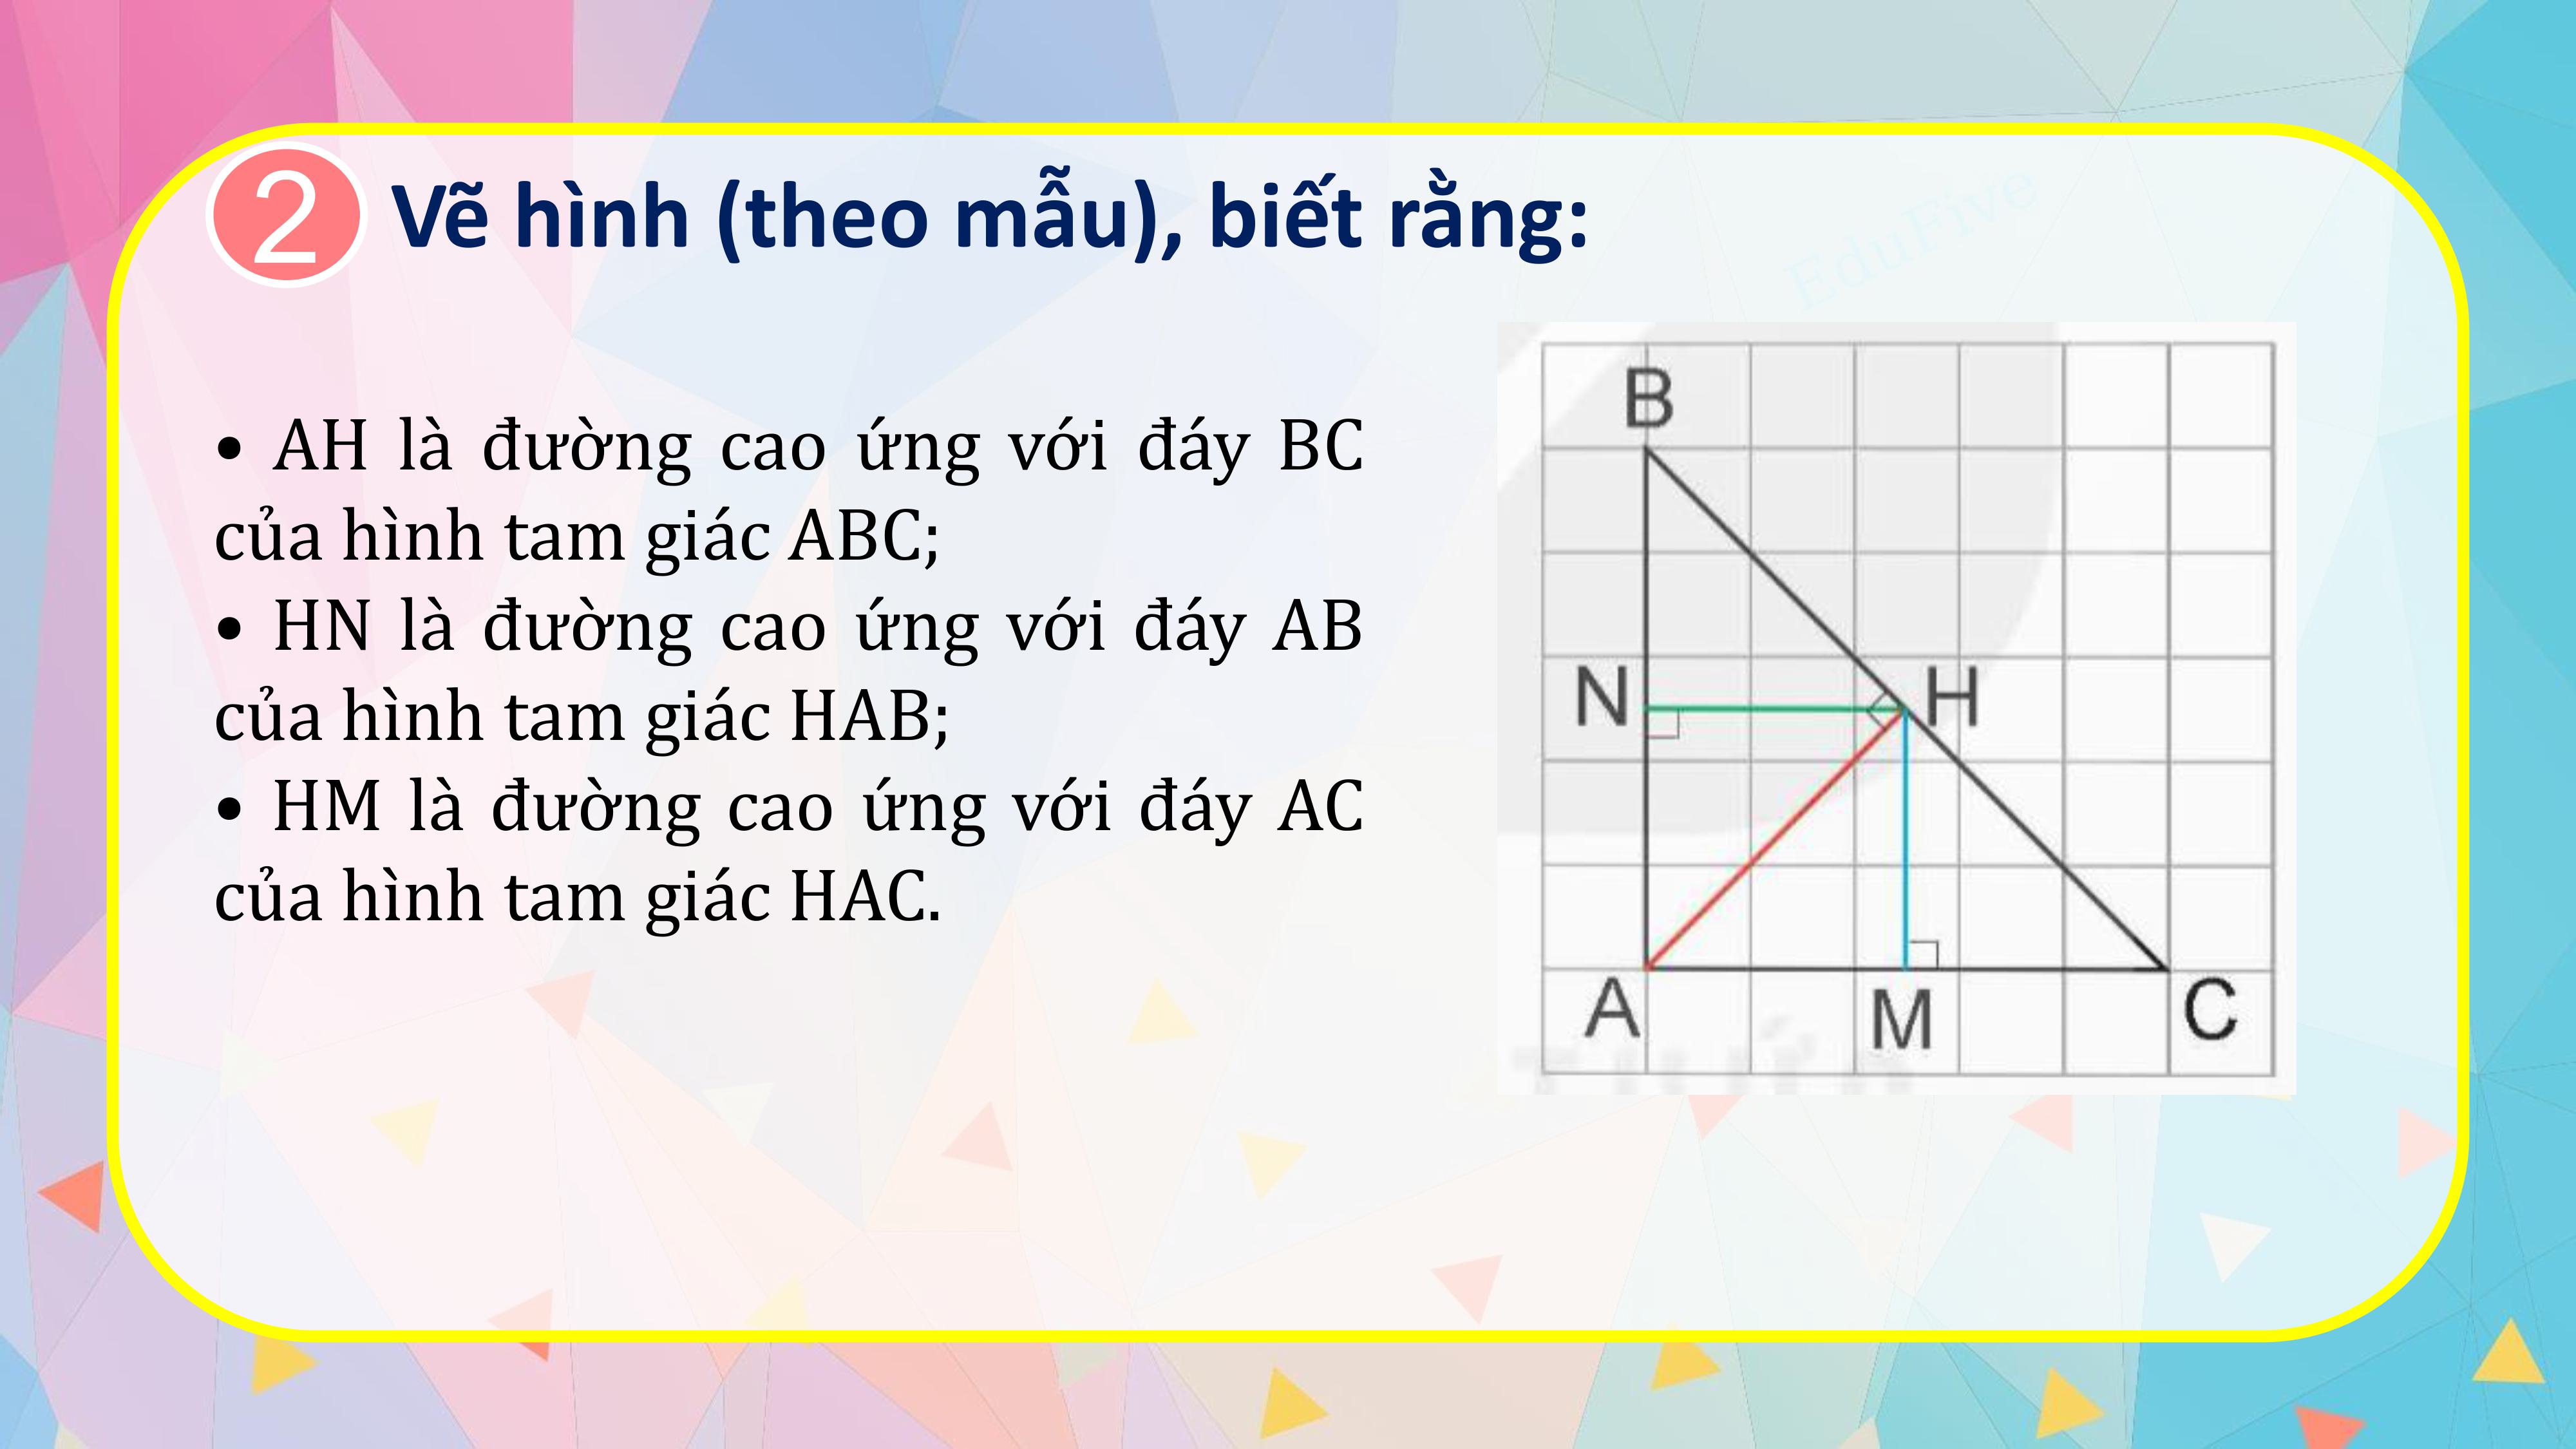 2 Vẽ hình (theo mẫu), biết rằng:
EduFive
• AH là đường cao ứng với đáy BC
của hình tam giác ABC;
• HN là đường cao ứng với đáy AB
của hình tam giác HAB;
• HM là đường cao ứng với đáy AC
của hình tam giác HAC.
B
N H
A M C